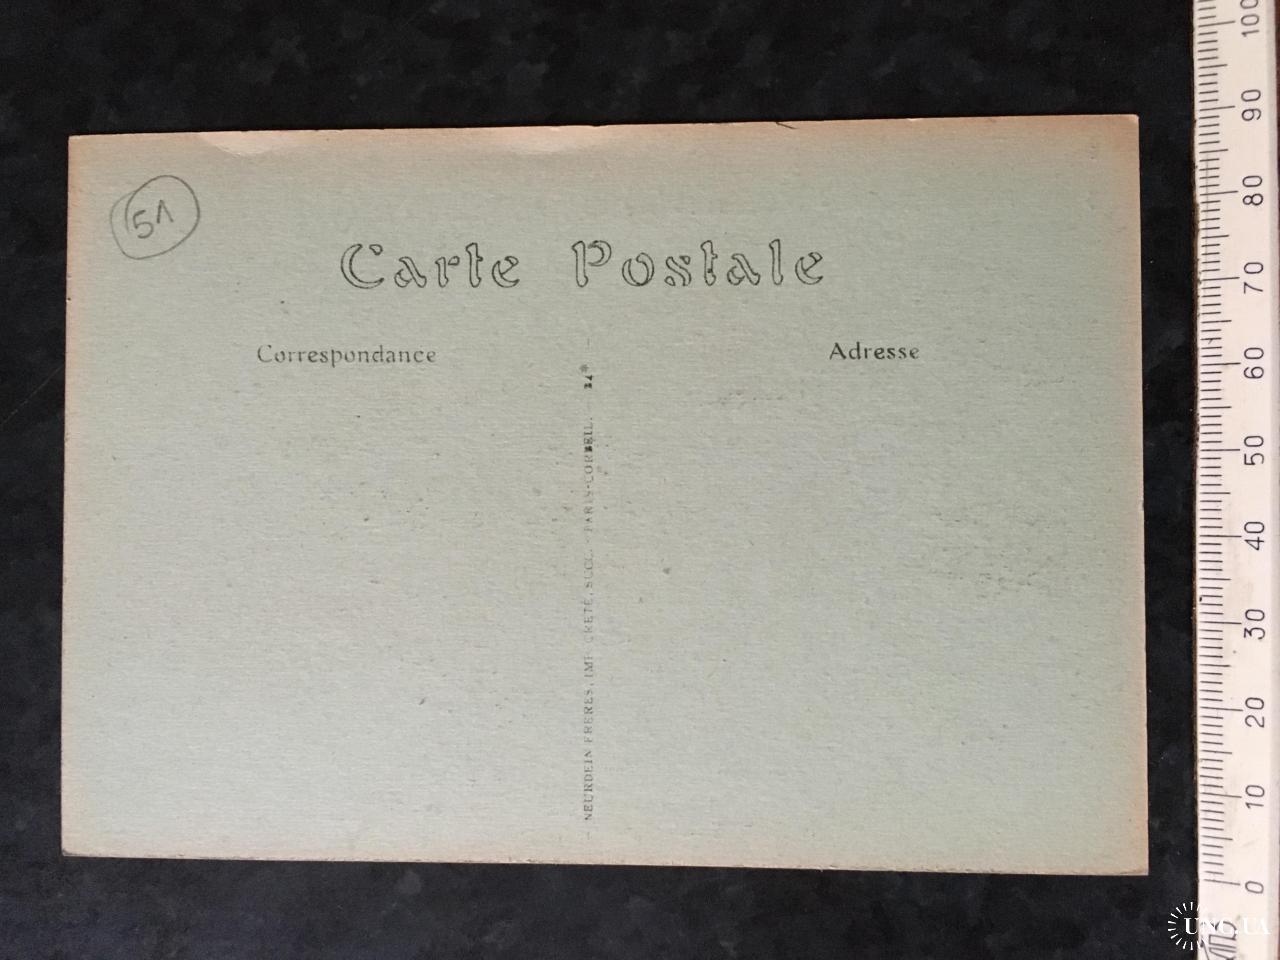 51
Carte Postale
Correspondance
Adresse
NEURDEIN FRERES, IMP. CRETÉ, SUCC. - PARIS-CORBEIL.
100
90
80
70
60
50
40
30
20
10
0
UNC.UA